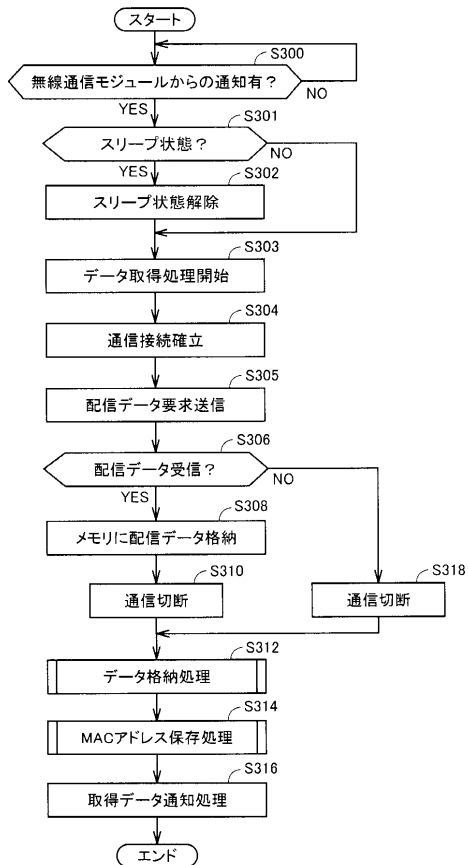 スタート
S300
無線通信モジュールからの通知有？
NO
YES
S301
スリープ状態？
NO
YES
S302
スリープ状態解除
S303
データ取得処理開始
S304
通信接続確立
S305
配信データ要求送信
S306
配信データ受信？
NO
YES
S308
メモリに配信データ格納
S310
通信切断
S318
通信切断
S312
データ格納処理
S314
MACアドレス保存処理
S316
取得データ通知処理
エンド